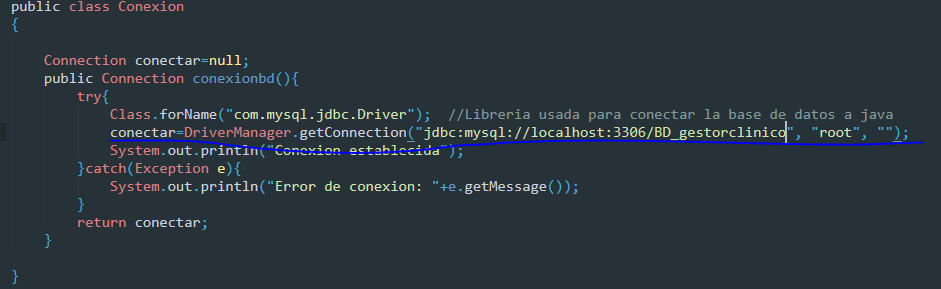 public class Conexion
{
Connection conectar=null;
public Connection conexionbd(){
try{
Class.forName("com.mysql.jdbc.Driver"); //Libreria usada para conectar la base de datos a java
conectar=DriverManager.getConnection("jdbc:mysql://localhost:3306/BD_gestorclinico", "root", "");
System.out.println("Conexion establecida");
}catch(Exception e){
System.out.println("Error de conexion: "+e.getMessage());
}
return conectar;
}
}